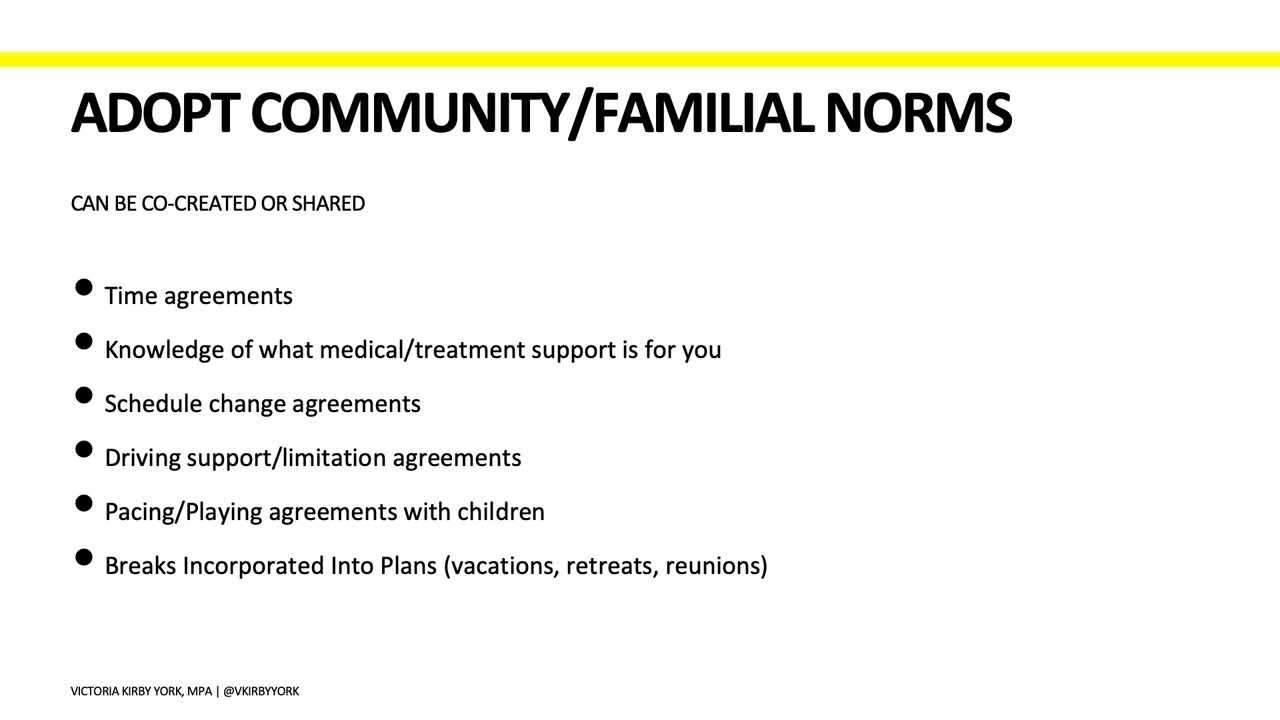 ADOPT COMMUNITY/FAMILIAL NORMS
CAN BE CO-CREATED OR SHARED
• Time agreements
• Knowledge of what medical/treatment support is for you
• Schedule change agreements
• Driving support/limitation agreements
• Pacing/Playing agreements with children
• Breaks Incorporated Into Plans (vacations, retreats, reunions)
VICTORIA KIRBY YORK, MPA | @VKIRBYYORK